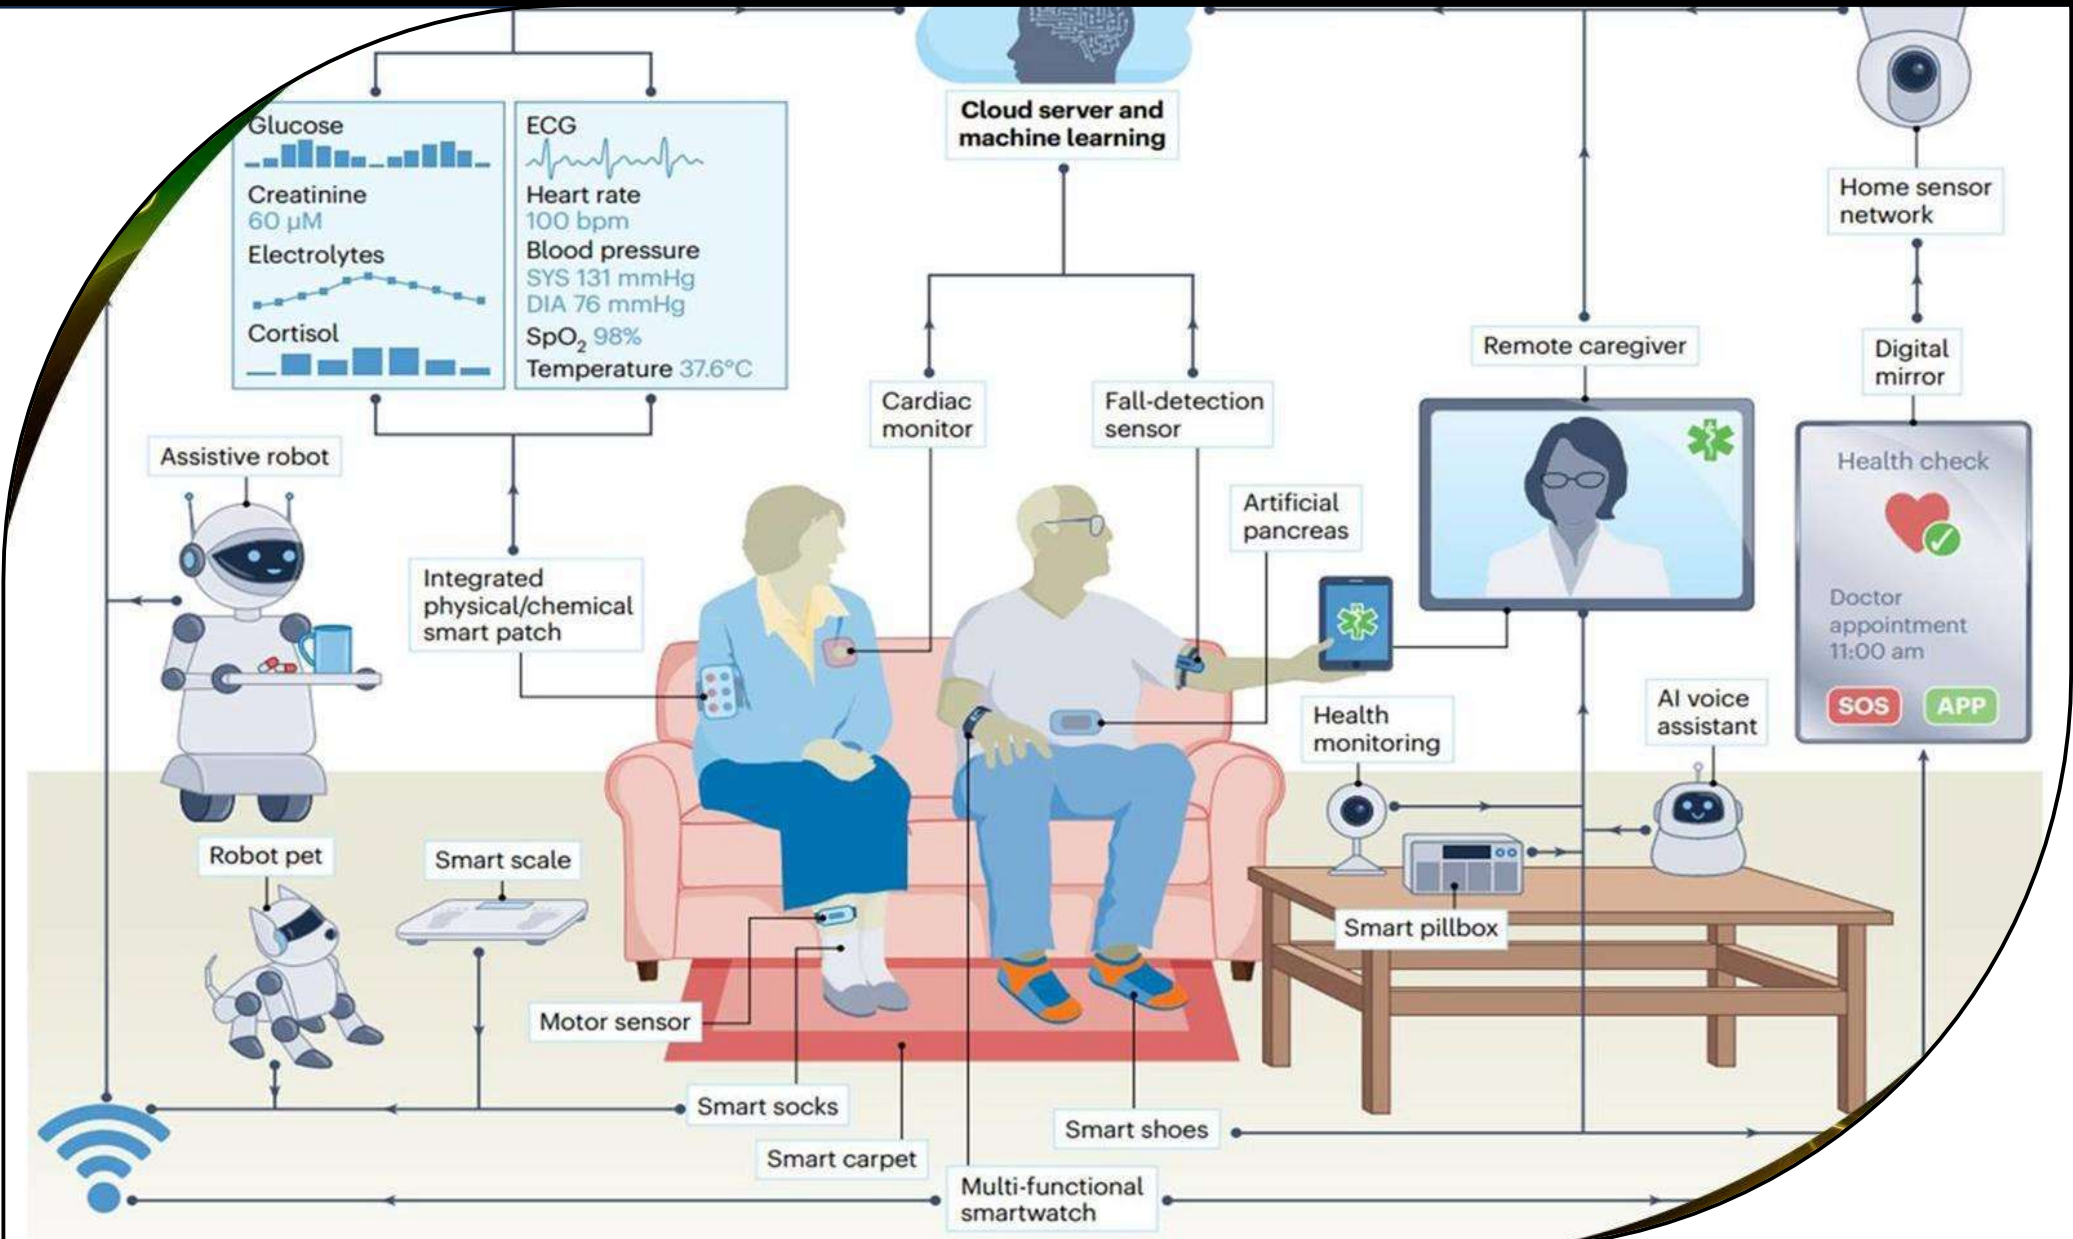 Cloud server and
machine learning
Glucose
Creatinine
60 µM
Electrolytes
Cortisol
ECG
Heart rate
100 bpm
Blood pressure
SYS 131 mmHg
DIA 76 mmHg
SpO₂ 98%
Temperature 37.6°C
Home sensor
network
Remote caregiver
Digital
mirror
Cardiac
monitor
Fall-detection
sensor
Assistive robot
Health check
Artificial
pancreas
Integrated
physical/chemical
smart patch
Doctor
appointment
11:00 am
SOS
APP
Health
monitoring
AI voice
assistant
Robot pet
Smart scale
Smart pillbox
Motor sensor
Smart socks
Smart shoes
Smart carpet
Multi-functional
smartwatch